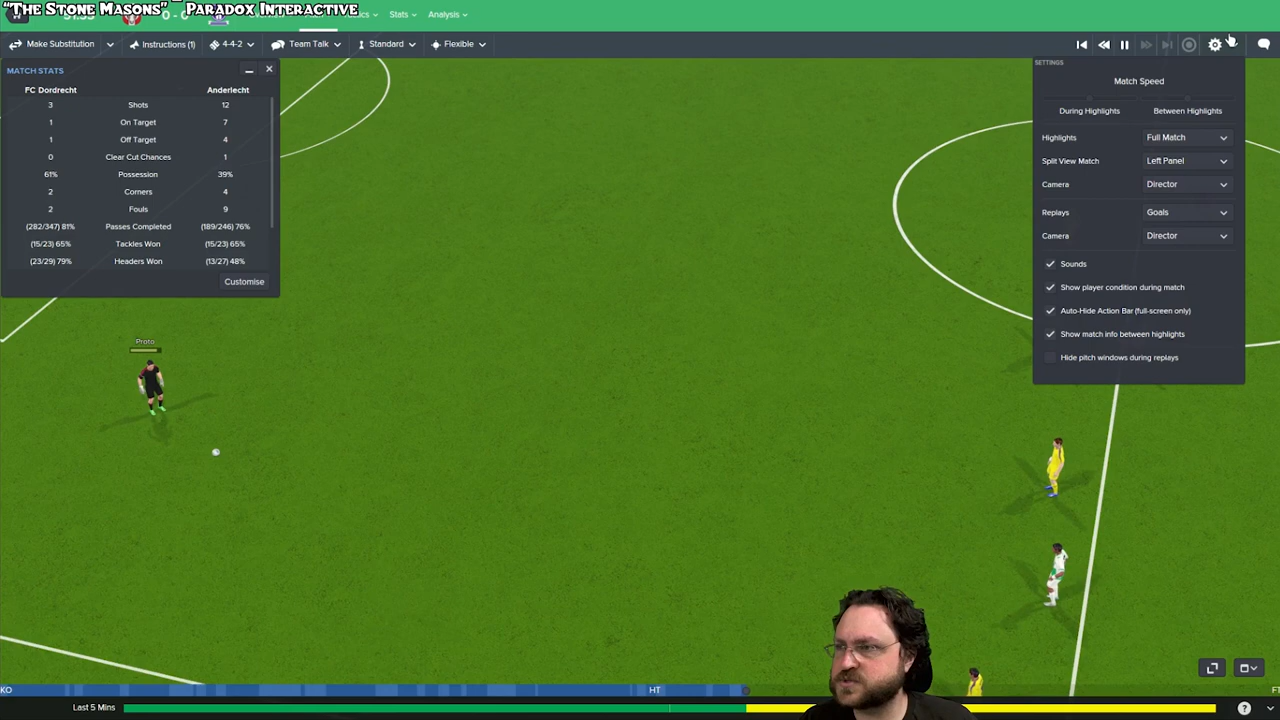 "The Stone Masons" – Paradox Interactive
0 - 0
Stats
Analysis
Make Substitution
Instructions (1)
4-4-2
Team Talk
Standard
Flexible
MATCH STATS
FC Dordrecht Anderlecht
3 Shots 12
1 On Target 7
1 Off Target 4
0 Clear Cut Chances 1
61% Possession 39%
2 Corners 4
2 Fouls 9
(282/347) 81% Passes Completed (189/246) 76%
(15/23) 65% Tackles Won (15/23) 65%
(23/29) 79% Headers Won (13/27) 48%
Customise
SETTINGS
Match Speed
During Highlights Between Highlights
Highlights Full Match
Split View Match Left Panel
Camera Director
Replays Goals
Camera Director
Sounds
Show player condition during match
Auto-Hide Action Bar (full-screen only)
Show match info between highlights
Hide pitch windows during replays
Proto
KO HT FT
Last 5 Mins
?